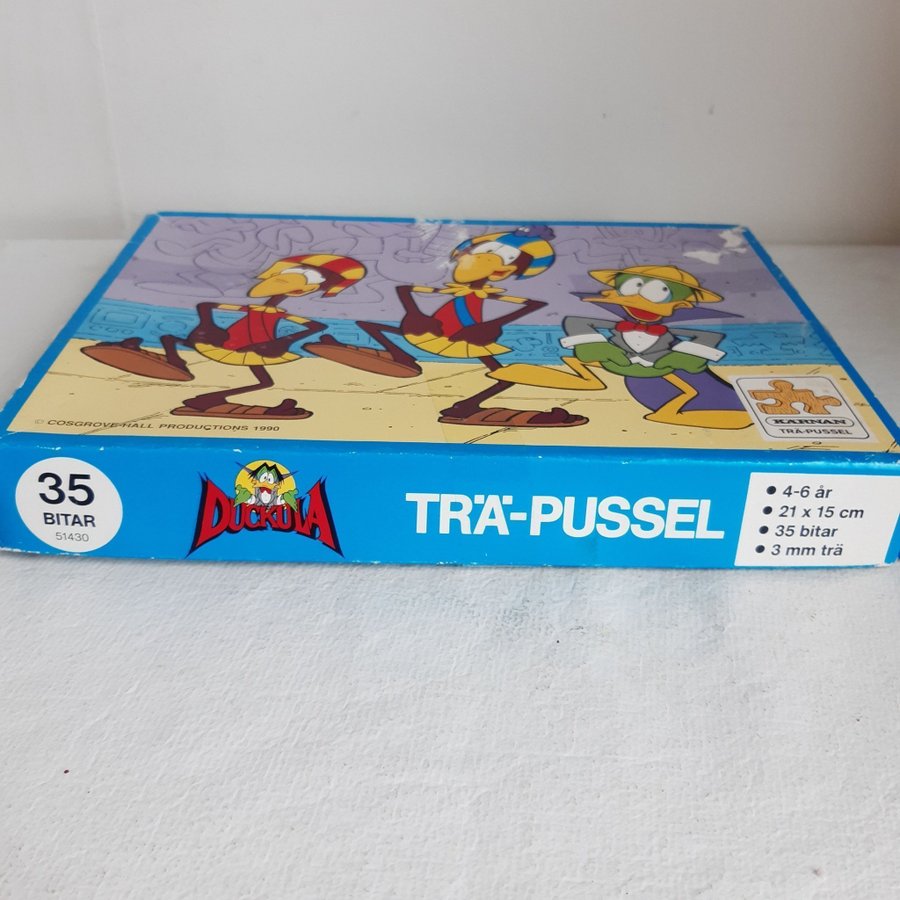 © COSGROVE-HALL PRODUCTIONS 1990
KÄRNAN
TRÄ-PUSSEL
35
BITAR
51430
DUCKULA
TRÄ-PUSSEL
• 4-6 år
• 21 x 15 cm
• 35 bitar
• 3 mm trä